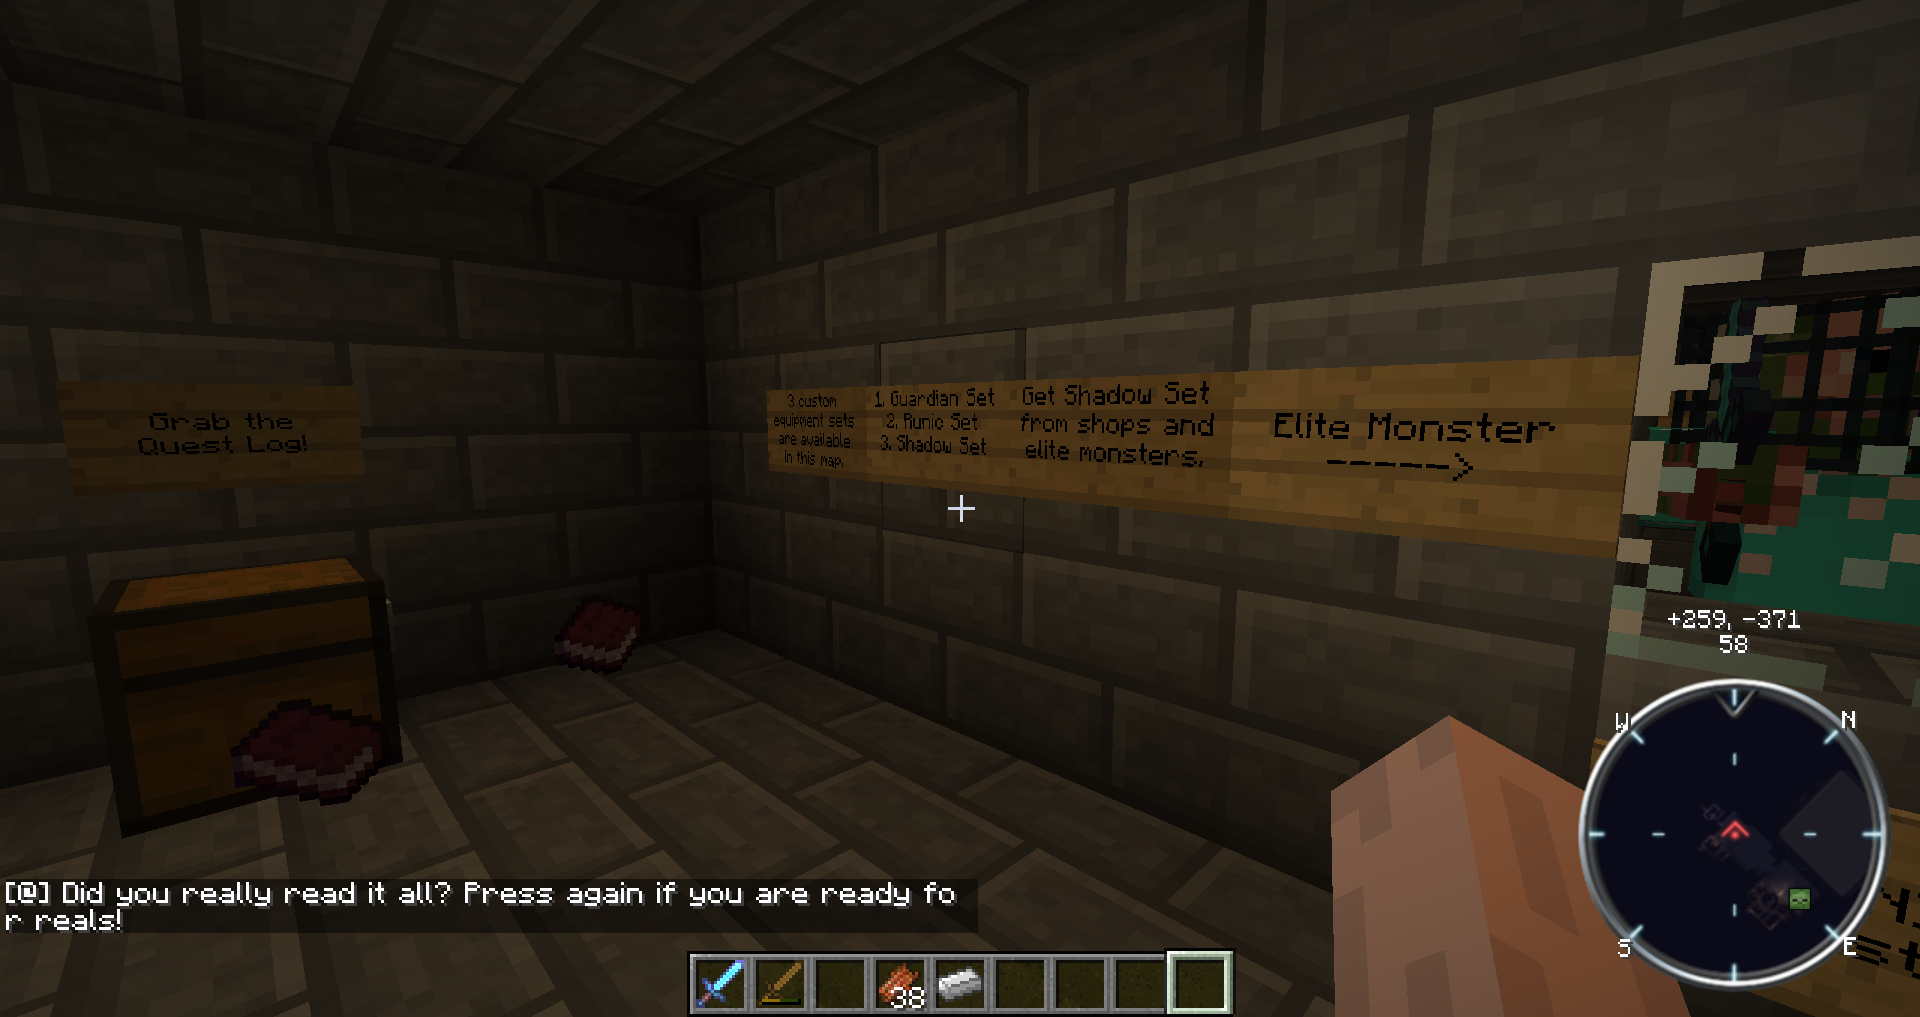 Grab the
Quest Log!
3 custom
equipment sets
are available
in this map.
1. Guardian Set
2. Runic Set
3. Shadow Set
Get Shadow Set
from shops and
elite monsters.
Elite Monster
------>
+259, -371
58
W
N
S
E
[@] Did you really read it all? Press again if you are ready fo
r reals!
38